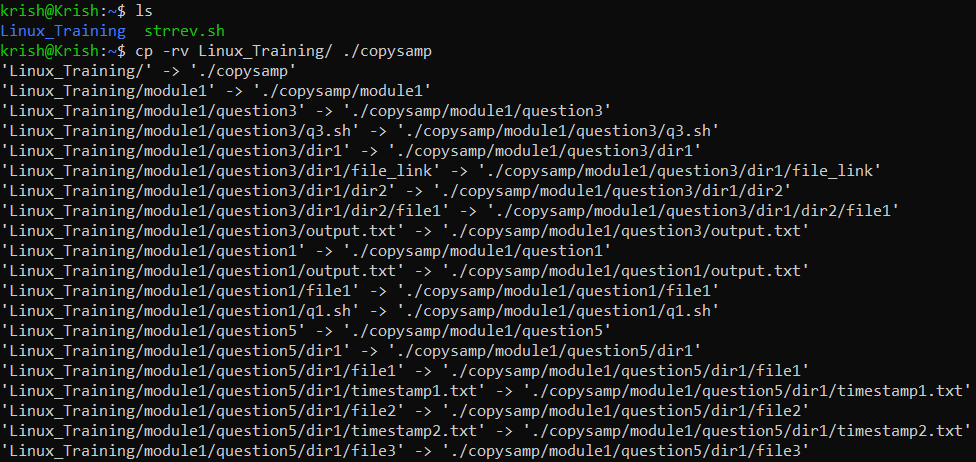 krish@Krish:~$ ls
Linux_Training  strrev.sh
krish@Krish:~$ cp -rv Linux_Training/ ./copysamp
'Linux_Training/' -> './copysamp'
'Linux_Training/module1' -> './copysamp/module1'
'Linux_Training/module1/question3' -> './copysamp/module1/question3'
'Linux_Training/module1/question3/q3.sh' -> './copysamp/module1/question3/q3.sh'
'Linux_Training/module1/question3/dir1' -> './copysamp/module1/question3/dir1'
'Linux_Training/module1/question3/dir1/file_link' -> './copysamp/module1/question3/dir1/file_link'
'Linux_Training/module1/question3/dir1/dir2' -> './copysamp/module1/question3/dir1/dir2'
'Linux_Training/module1/question3/dir1/dir2/file1' -> './copysamp/module1/question3/dir1/dir2/file1'
'Linux_Training/module1/question3/output.txt' -> './copysamp/module1/question3/output.txt'
'Linux_Training/module1/question1' -> './copysamp/module1/question1'
'Linux_Training/module1/question1/output.txt' -> './copysamp/module1/question1/output.txt'
'Linux_Training/module1/question1/file1' -> './copysamp/module1/question1/file1'
'Linux_Training/module1/question1/q1.sh' -> './copysamp/module1/question1/q1.sh'
'Linux_Training/module1/question5' -> './copysamp/module1/question5'
'Linux_Training/module1/question5/dir1' -> './copysamp/module1/question5/dir1'
'Linux_Training/module1/question5/dir1/file1' -> './copysamp/module1/question5/dir1/file1'
'Linux_Training/module1/question5/dir1/timestamp1.txt' -> './copysamp/module1/question5/dir1/timestamp1.txt'
'Linux_Training/module1/question5/dir1/file2' -> './copysamp/module1/question5/dir1/file2'
'Linux_Training/module1/question5/dir1/timestamp2.txt' -> './copysamp/module1/question5/dir1/timestamp2.txt'
'Linux_Training/module1/question5/dir1/file3' -> './copysamp/module1/question5/dir1/file3'